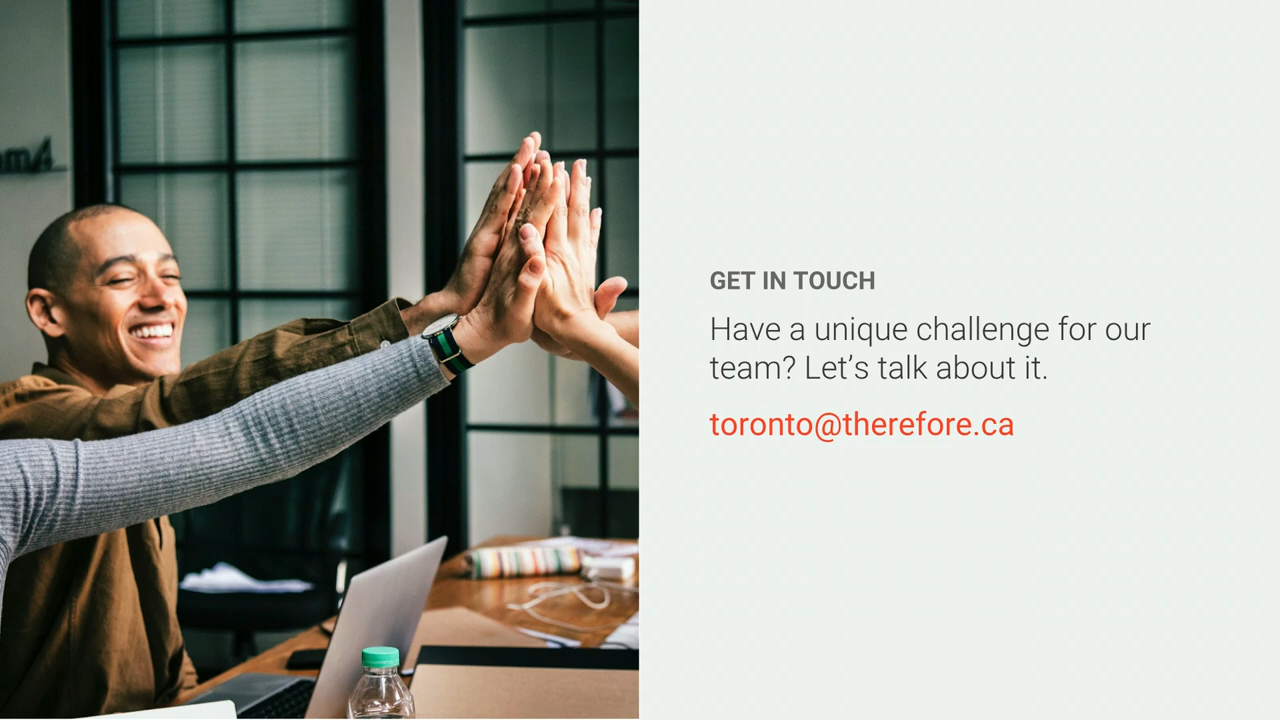 GET IN TOUCH
Have a unique challenge for our
team? Let’s talk about it.
toronto@therefore.ca